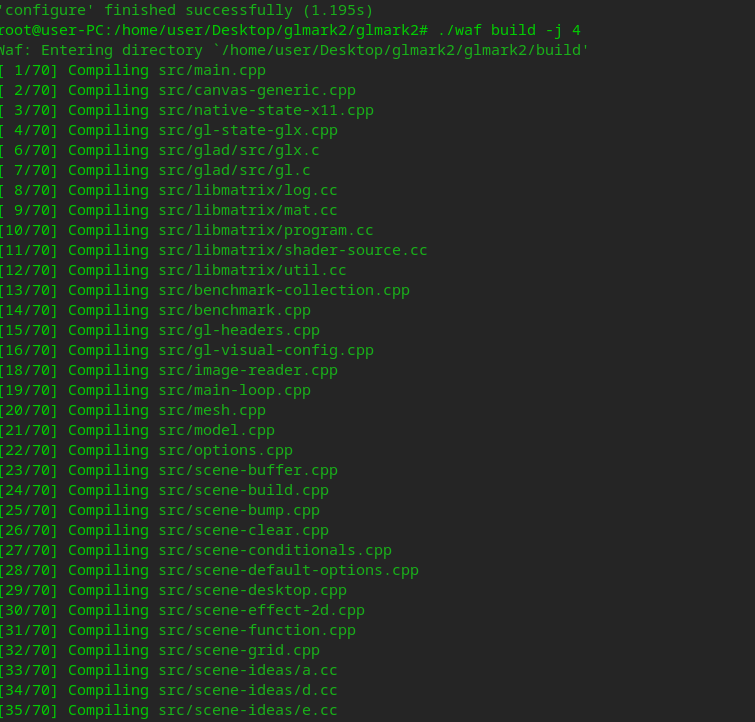 'configure' finished successfully (1.195s)
root@user-PC:/home/user/Desktop/glmark2/glmark2# ./waf build -j 4
Waf: Entering directory `/home/user/Desktop/glmark2/glmark2/build'
[ 1/70] Compiling src/main.cpp
[ 2/70] Compiling src/canvas-generic.cpp
[ 3/70] Compiling src/native-state-x11.cpp
[ 4/70] Compiling src/gl-state-glx.cpp
[ 6/70] Compiling src/glad/src/glx.c
[ 7/70] Compiling src/glad/src/gl.c
[ 8/70] Compiling src/libmatrix/log.cc
[ 9/70] Compiling src/libmatrix/mat.cc
[10/70] Compiling src/libmatrix/program.cc
[11/70] Compiling src/libmatrix/shader-source.cc
[12/70] Compiling src/libmatrix/util.cc
[13/70] Compiling src/benchmark-collection.cpp
[14/70] Compiling src/benchmark.cpp
[15/70] Compiling src/gl-headers.cpp
[16/70] Compiling src/gl-visual-config.cpp
[18/70] Compiling src/image-reader.cpp
[19/70] Compiling src/main-loop.cpp
[20/70] Compiling src/mesh.cpp
[21/70] Compiling src/model.cpp
[22/70] Compiling src/options.cpp
[23/70] Compiling src/scene-buffer.cpp
[24/70] Compiling src/scene-build.cpp
[25/70] Compiling src/scene-bump.cpp
[26/70] Compiling src/scene-clear.cpp
[27/70] Compiling src/scene-conditionals.cpp
[28/70] Compiling src/scene-default-options.cpp
[29/70] Compiling src/scene-desktop.cpp
[30/70] Compiling src/scene-effect-2d.cpp
[31/70] Compiling src/scene-function.cpp
[32/70] Compiling src/scene-grid.cpp
[33/70] Compiling src/scene-ideas/a.cc
[34/70] Compiling src/scene-ideas/d.cc
[35/70] Compiling src/scene-ideas/e.cc